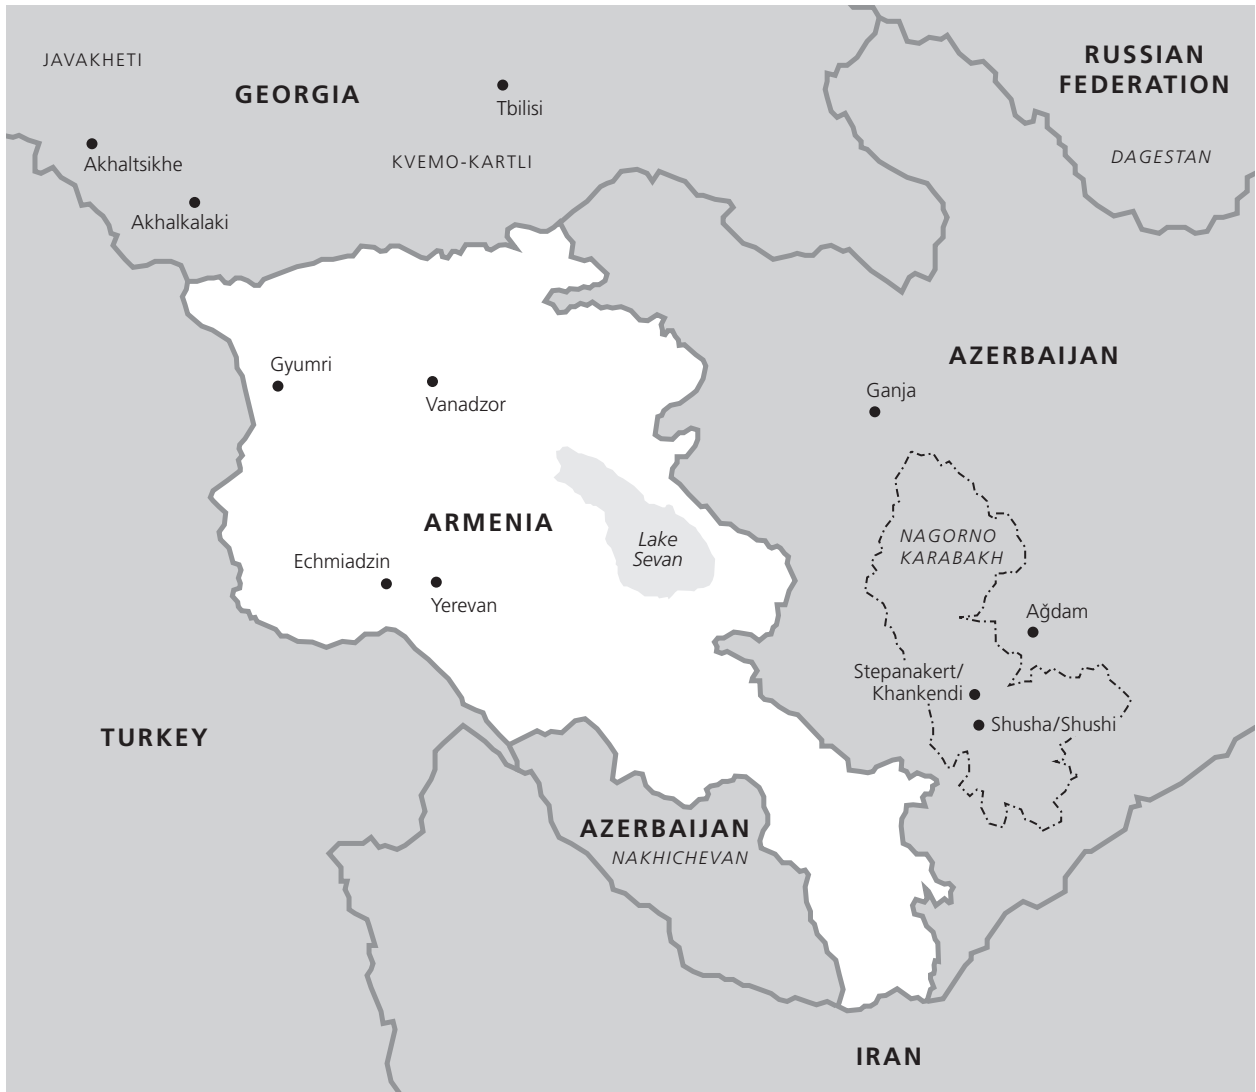 JAVAKHETI
GEORGIA
Tbilisi
RUSSIAN
FEDERATION
Akhaltsikhe
KVEMO-KARTLI
DAGESTAN
Akhalkalaki
AZERBAIJAN
Gyumri
Vanadzor
Ganja
ARMENIA
Lake
Sevan
NAGORNO
KARABAKH
Echmiadzin
Yerevan
Ağdam
Stepanakert/
Khankendi
Shusha/Shushi
TURKEY
AZERBAIJAN
NAKHICHEVAN
IRAN